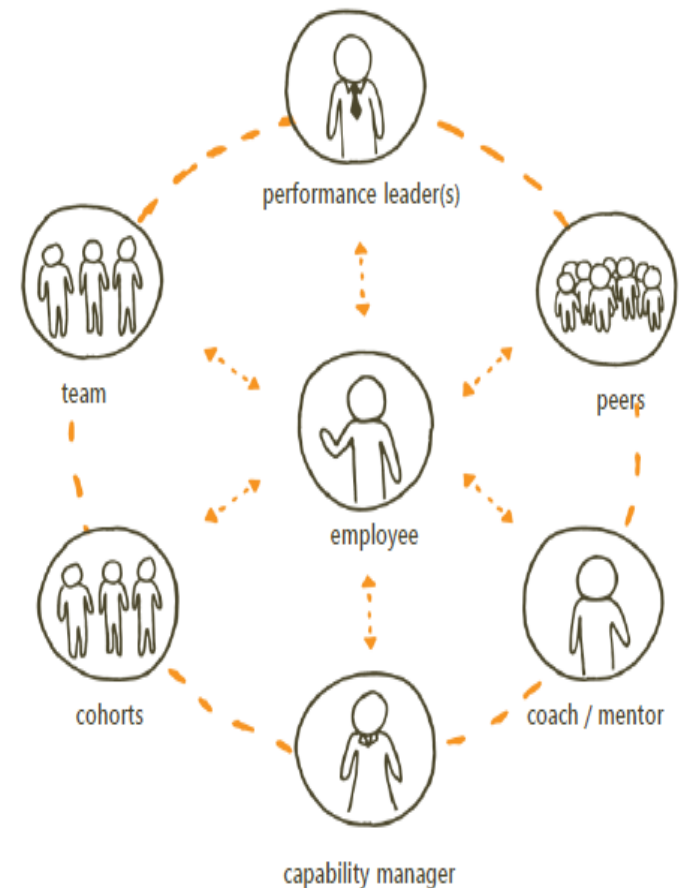 performance leader(s)
team
peers
employee
cohorts
coach / mentor
capability manager